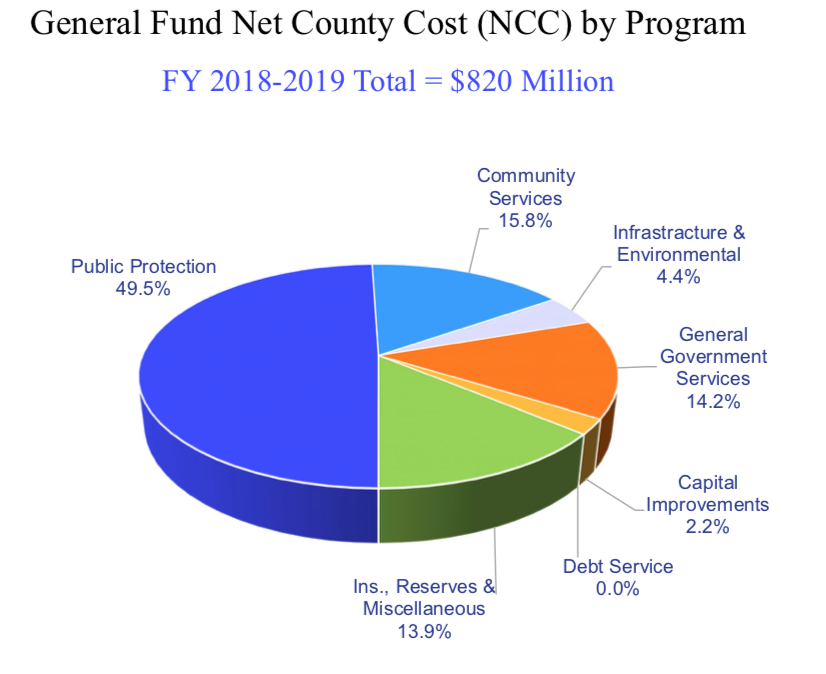 General Fund Net County Cost (NCC) by Program
FY 2018-2019 Total = $820 Million
Community
Services
15.8%
Infrastracture &
Environmental
4.4%
Public Protection
49.5%
General
Government
Services
14.2%
Capital
Improvements
2.2%
Debt Service
0.0%
Ins., Reserves &
Miscellaneous
13.9%